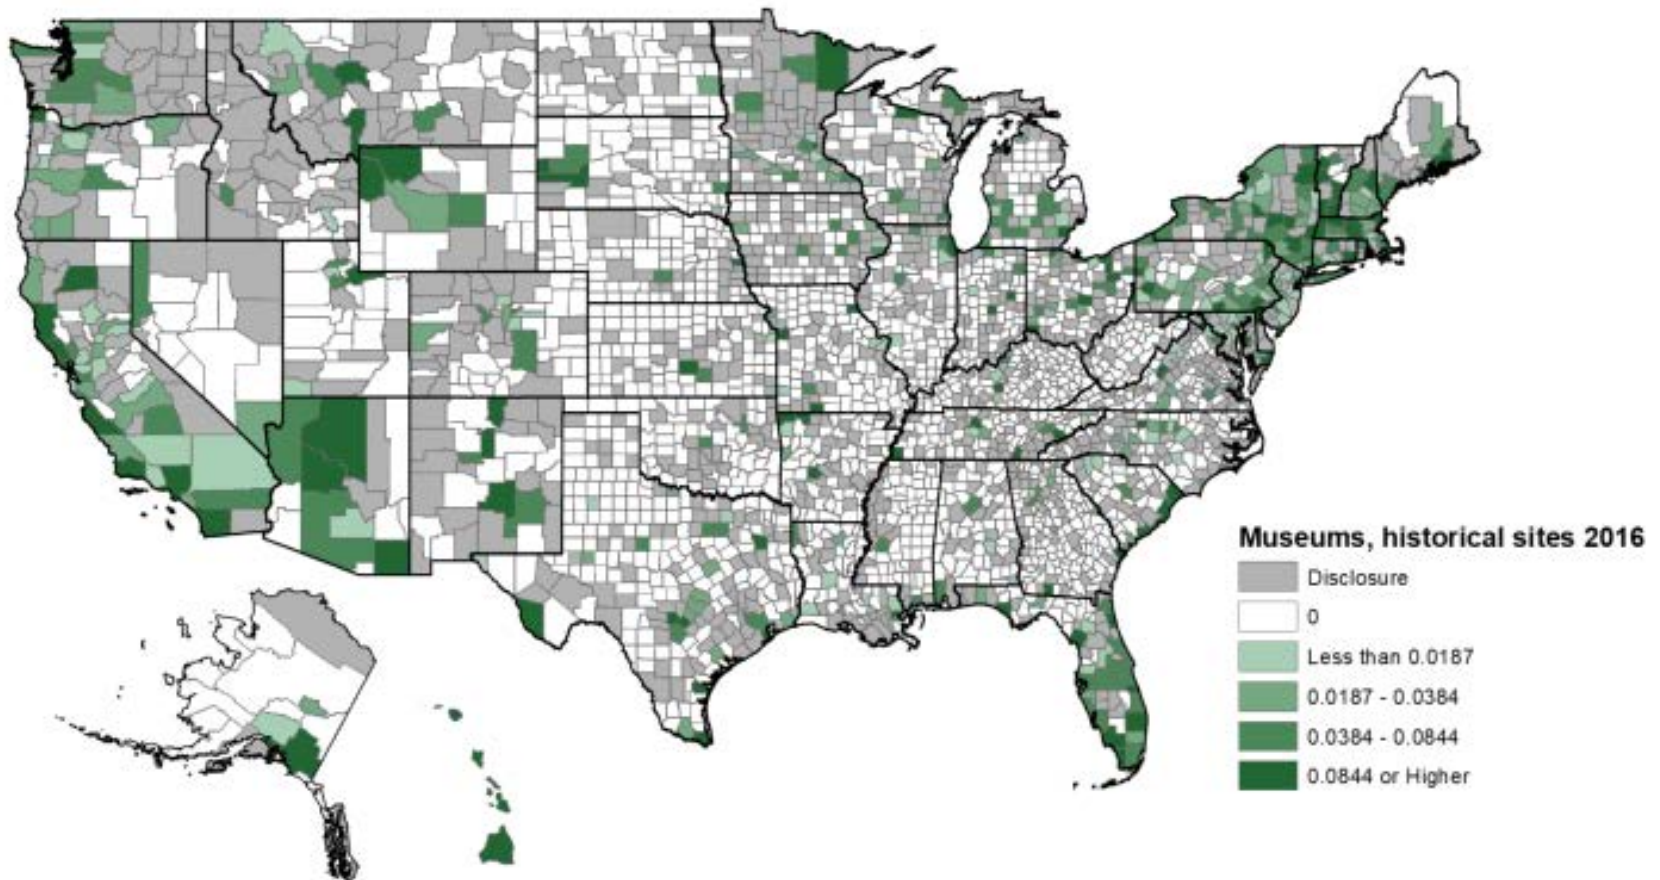 Museums, historical sites 2016
Disclosure
0
Less than 0.0187
0.0187 - 0.0384
0.0384 - 0.0844
0.0844 or Higher